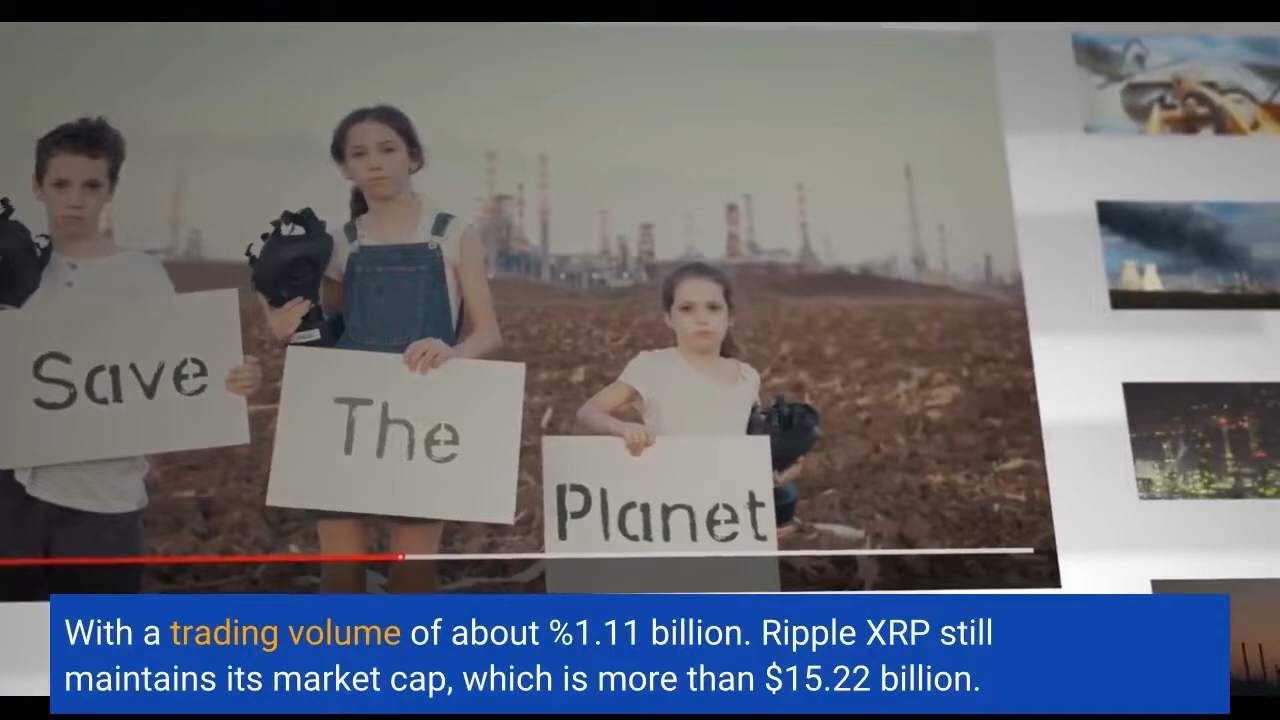 Save
The
Planet
With a trading volume of about %1.11 billion. Ripple XRP still
maintains its market cap, which is more than $15.22 billion.